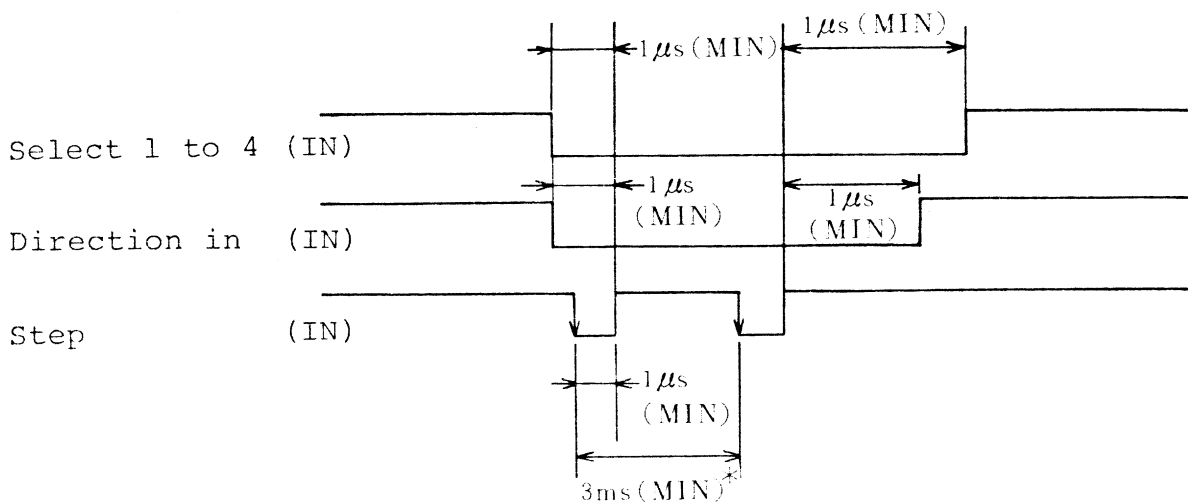 1μs(MIN)
1μs(MIN)
Select 1 to 4 (IN)
1μs
(MIN)
1μs
(MIN)
Direction in (IN)
Step (IN)
1μs
(MIN)
3ms(MIN)*